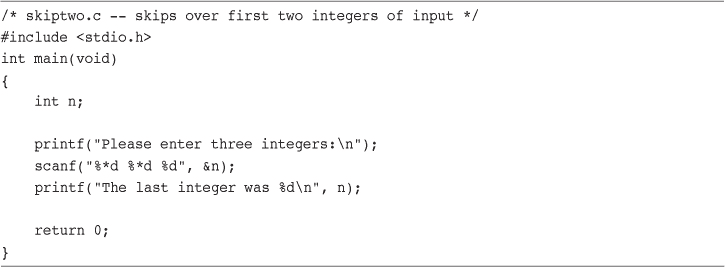 /* skiptwo.c -- skips over first two integers of input */
#include <stdio.h>
int main(void)
{
    int n;

    printf("Please enter three integers:\n");
    scanf("%*d %*d %d", &n);
    printf("The last integer was %d\n", n);

    return 0;
}